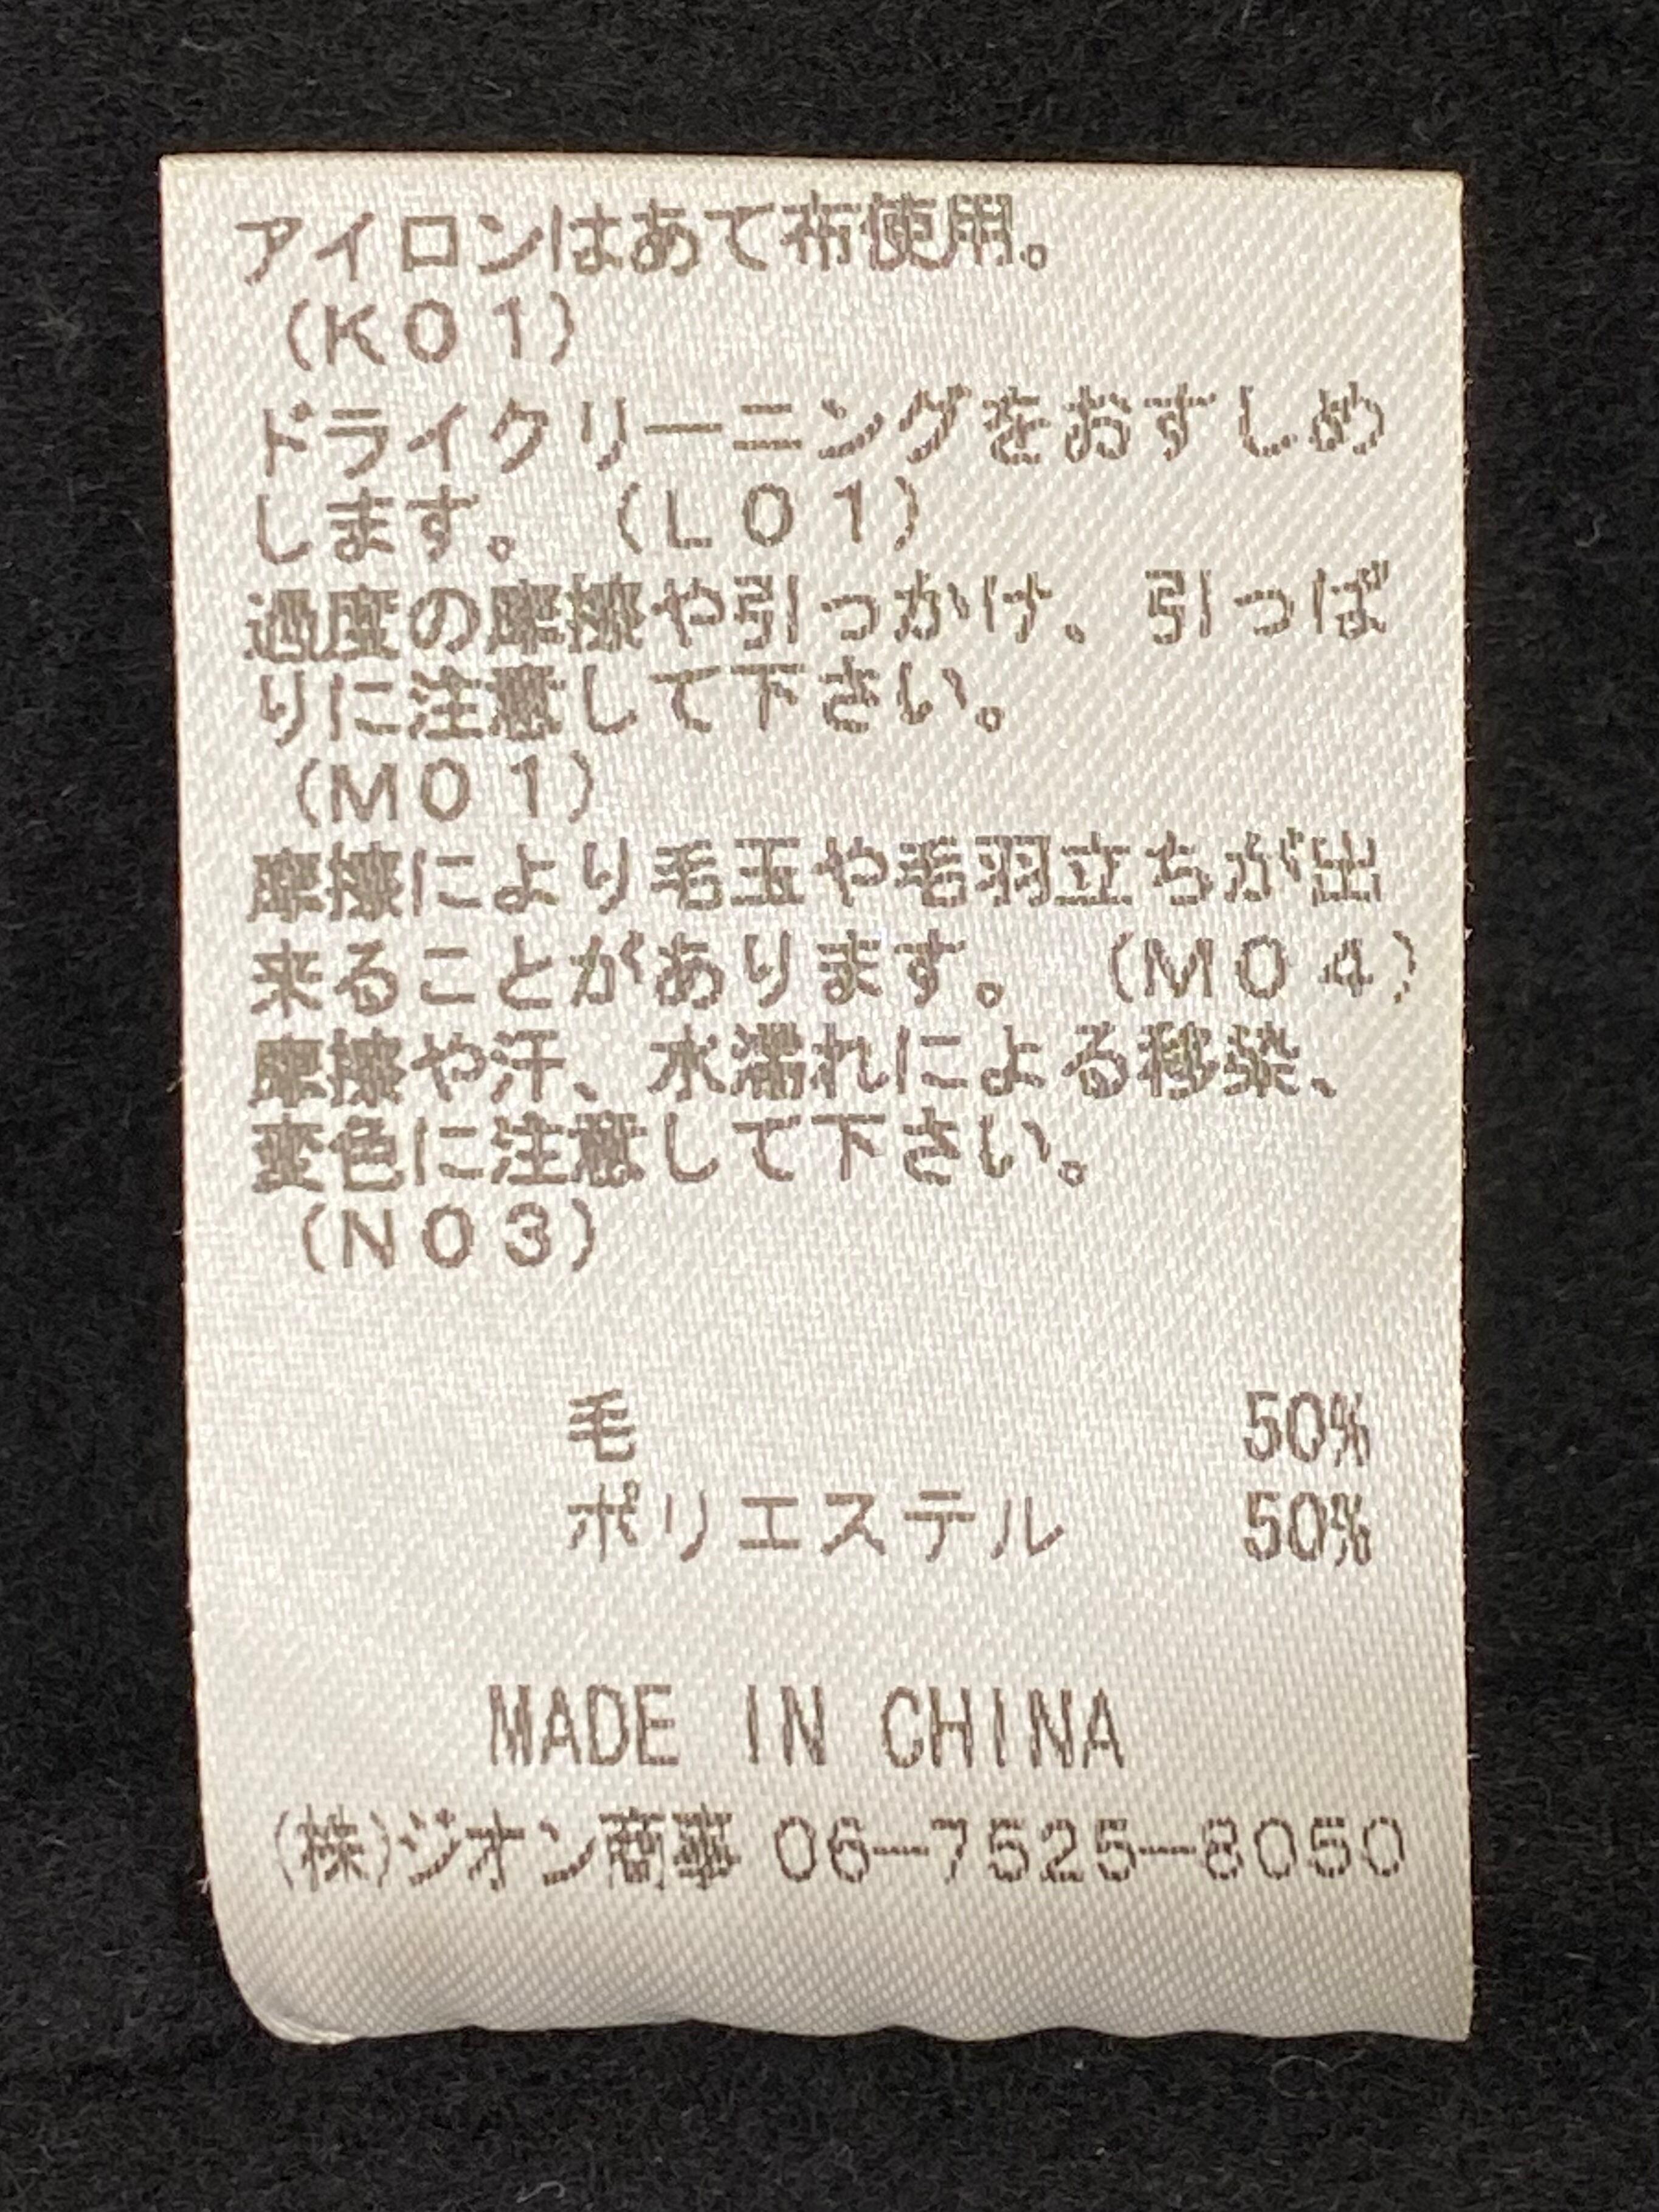 アイロンはあて布使用。
(K01)
ドライクリーニングをおすしめ
します。 (L01)
過度の摩擦や引っかけ、引っぱ
りに注意して下さい。
(M01)
摩擦により毛玉や毛羽立ちが出
来ることがあります。 (M04)
摩擦や汗、水濡れによる移染、
変色に注意して下さい。
(N03)
毛 50%
ポリエステル 50%
MADE IN CHINA
(株)ジオン商事 06-7525-8050